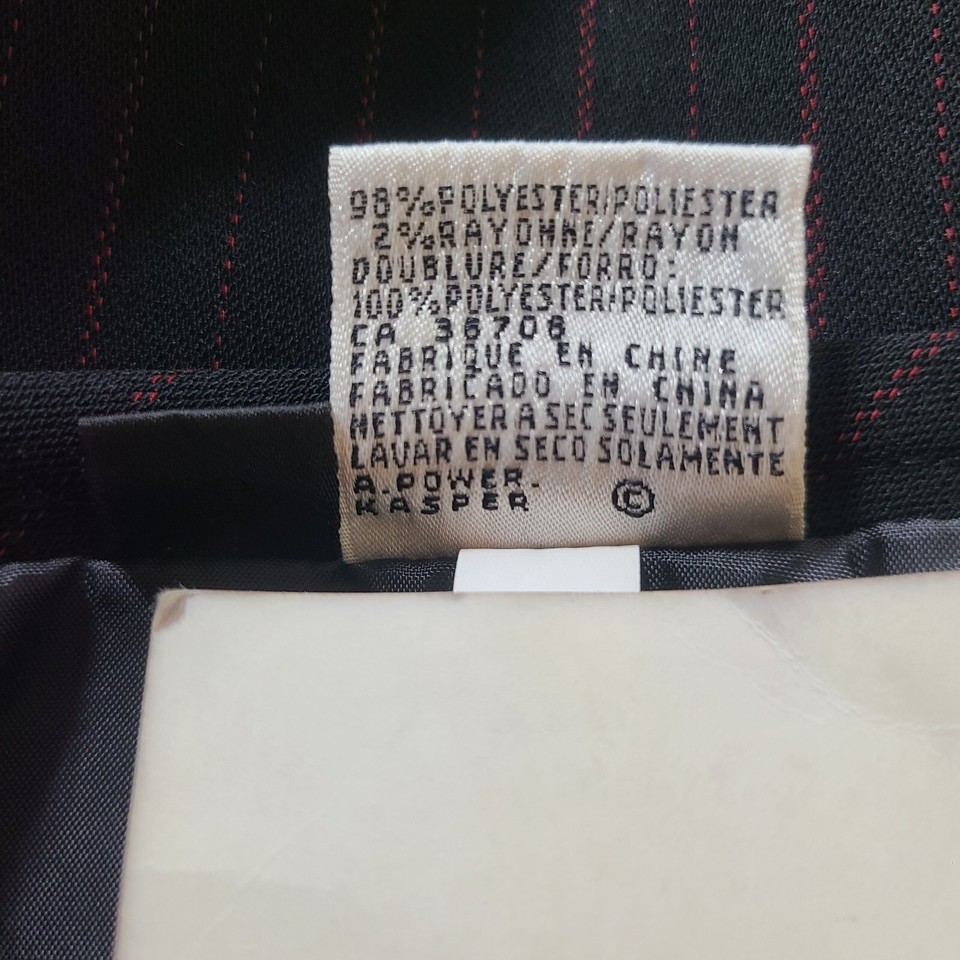 98%POLYESTER/POLIESTER
2%RAYONNE/RAYON
DOUBLURE/FORRO:
100%POLYESTER/POLIESTER
CA 36706
FABRIQUE EN CHINE
FABRICADO EN CHINA
NETTOYER A SEC SEULEMENT
LAVAR EN SECO SOLAMENTE
A.POWER.
KASPER ©